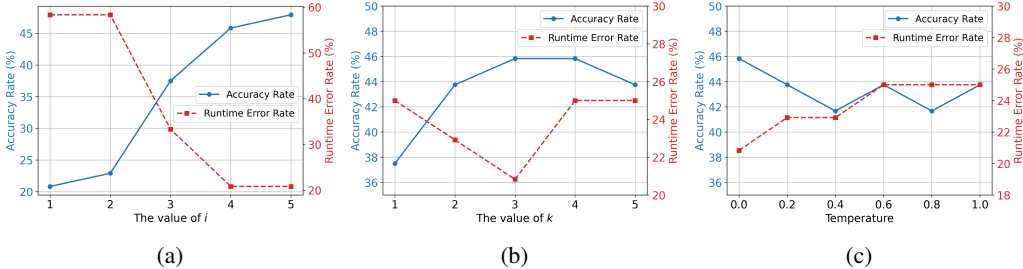 Accuracy Rate (%)
45
40
35
30
25
20
60
50
40
30
20
Runtime Error Rate (%)
Accuracy Rate
Runtime Error Rate
1 2 3 4 5
The value of i
(a)
Accuracy Rate (%)
50
48
46
44
42
40
38
36
30
28
26
24
22
20
Runtime Error Rate (%)
Accuracy Rate
Runtime Error Rate
1 2 3 4 5
The value of k
(b)
Accuracy Rate (%)
50
48
46
44
42
40
38
36
30
28
26
24
22
20
18
Runtime Error Rate (%)
Accuracy Rate
Runtime Error Rate
0.0 0.2 0.4 0.6 0.8 1.0
Temperature
(c)